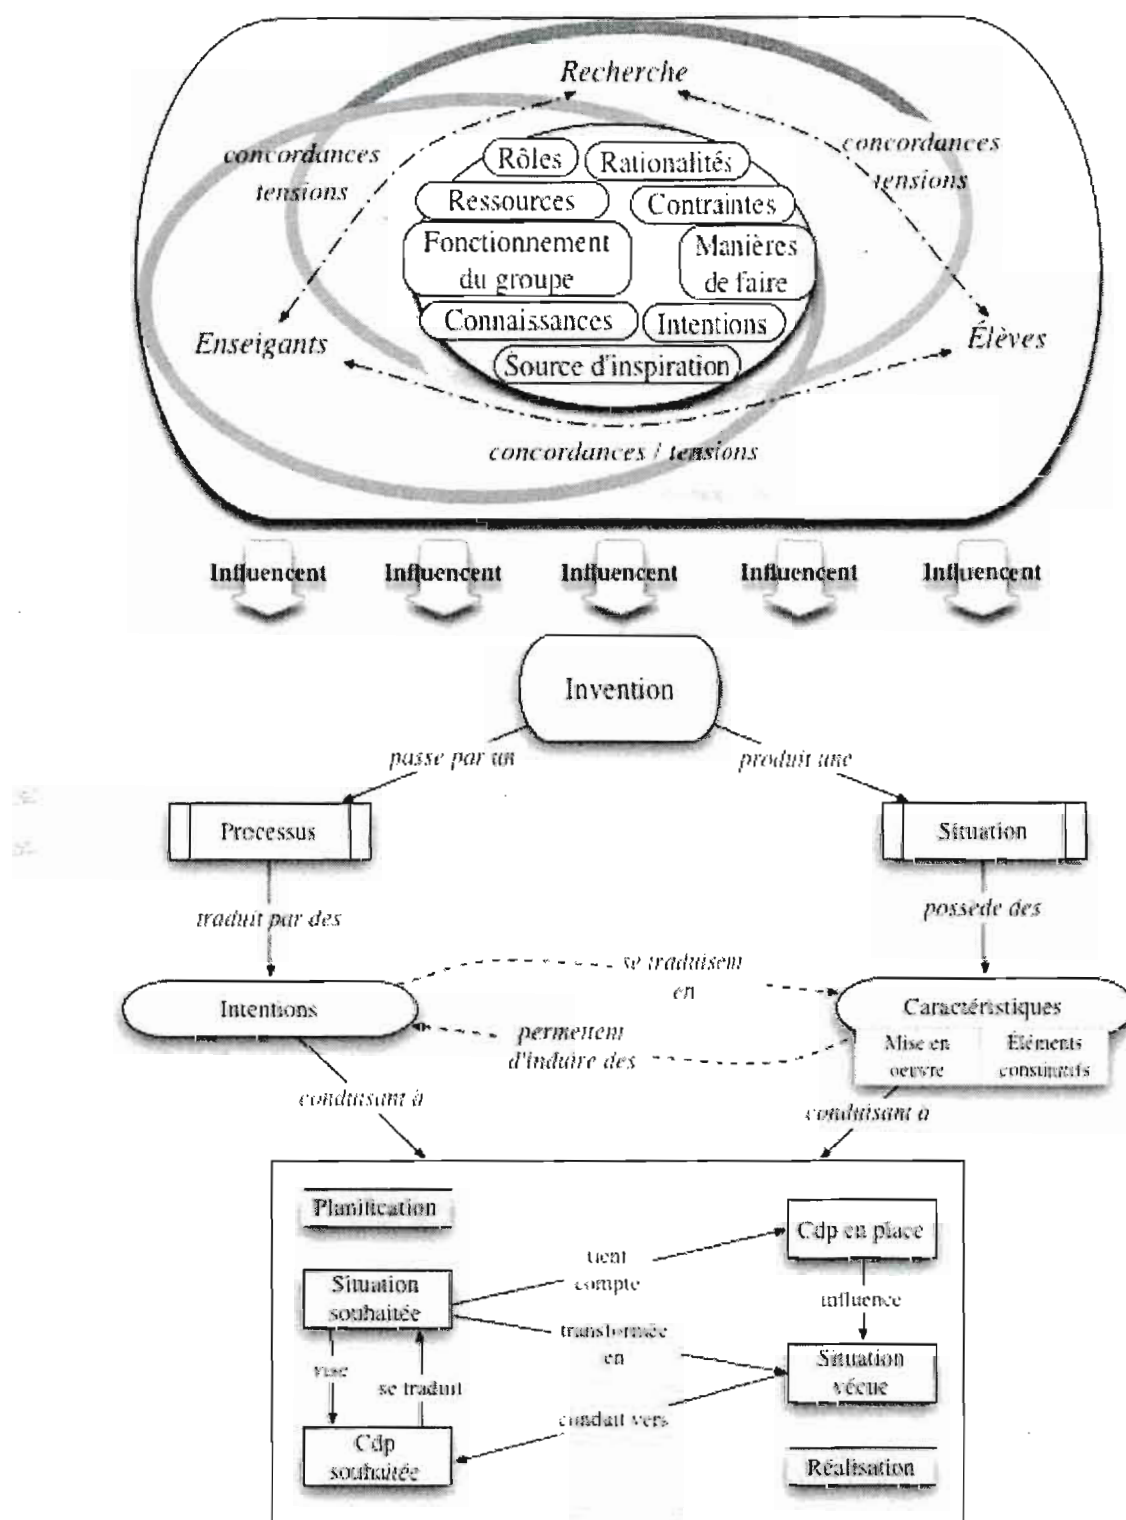 Recherche
concordances
tensions
concordances
tensions
Rôles
Rationalités
Ressources
Contraintes
Fonctionnement
du groupe
Manières
de faire
Connaissances
Intentions
Source d'inspiration
Enseigants
Élèves
concordances / tensions
Influencent
Influencent
Influencent
Influencent
Influencent
Invention
passe par un
produit une
Processus
Situation
traduit par des
possède des
Intentions
se traduisent
en
permettent
d'induire des
Caractéristiques
Mise en
oeuvre
Éléments
constitutifs
conduisant à
conduisant à
Planification
Cdp en place
tient
compte
Situation
souhaitée
influence
transformée
en
Situation
vécue
vise
se traduit
conduit vers
Cdp
souhaitée
Réalisation